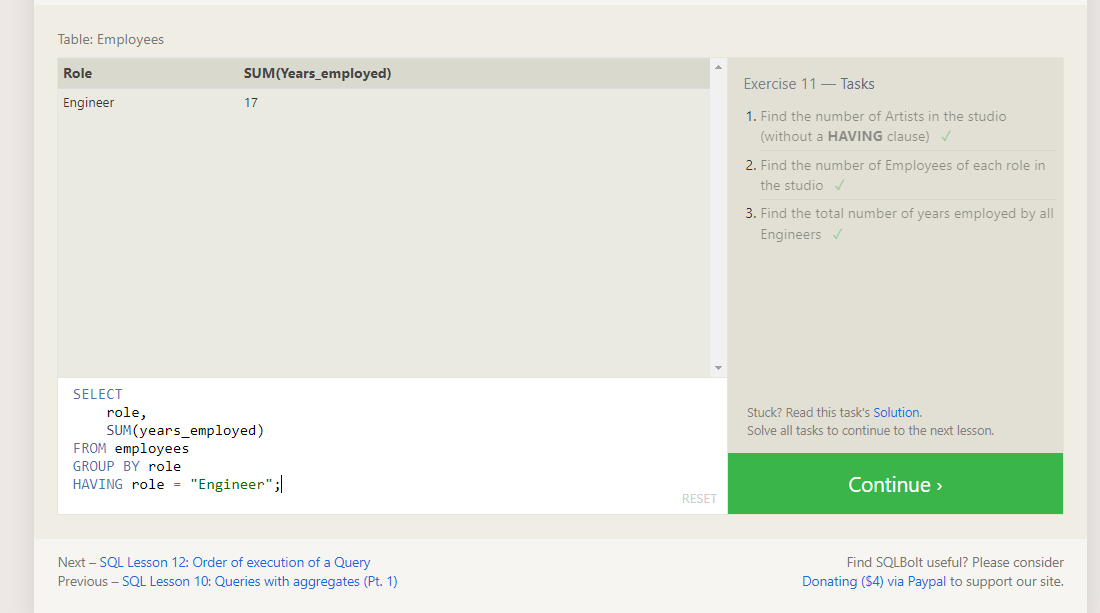 Table: Employees
Role SUM(Years_employed)
Engineer 17
Exercise 11 — Tasks
1. Find the number of Artists in the studio
(without a HAVING clause) ✓
2. Find the number of Employees of each role in
the studio ✓
3. Find the total number of years employed by all
Engineers ✓
Stuck? Read this task's Solution.
Solve all tasks to continue to the next lesson.
Continue ›
SELECT
    role,
    SUM(years_employed)
FROM employees
GROUP BY role
HAVING role = "Engineer";
RESET
Next – SQL Lesson 12: Order of execution of a Query
Previous – SQL Lesson 10: Queries with aggregates (Pt. 1)
Find SQLBolt useful? Please consider
Donating ($4) via Paypal to support our site.